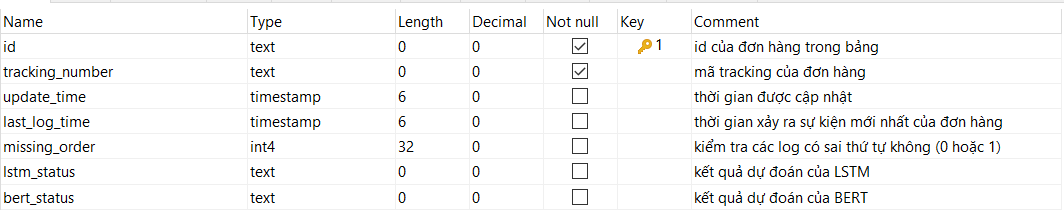 Name Type Length Decimal Not null Key Comment
id text 0 0 1 id của đơn hàng trong bảng
tracking_number text 0 0 mã tracking của đơn hàng
update_time timestamp 6 0 thời gian được cập nhật
last_log_time timestamp 6 0 thời gian xảy ra sự kiện mới nhất của đơn hàng
missing_order int4 32 0 kiểm tra các log có sai thứ tự không (0 hoặc 1)
lstm_status text 0 0 kết quả dự đoán của LSTM
bert_status text 0 0 kết quả dự đoán của BERT